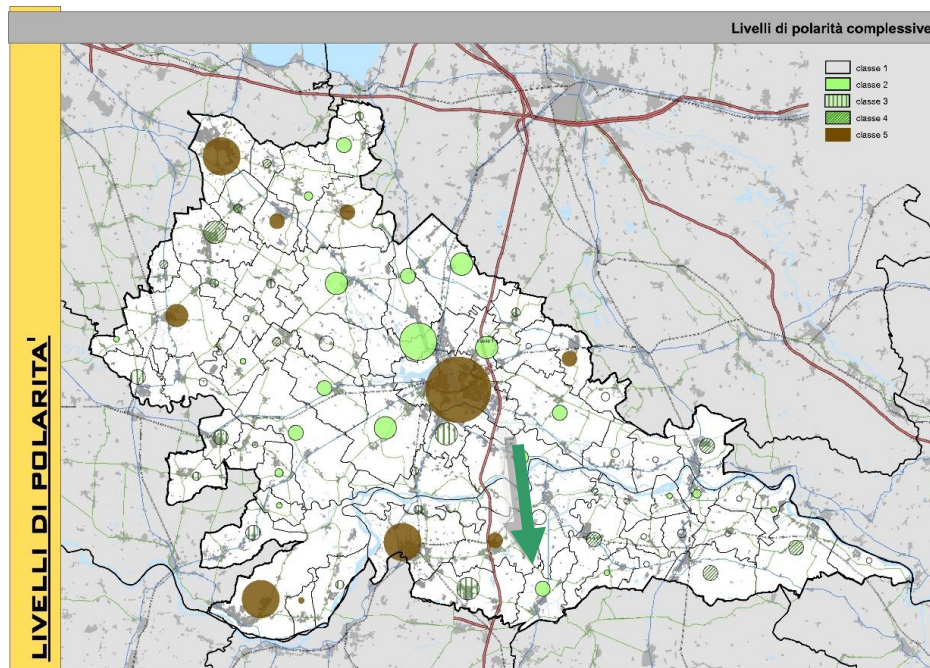 Livelli di polarità complessive
LIVELLI DI POLARITA'
classe 1
classe 2
classe 3
classe 4
classe 5